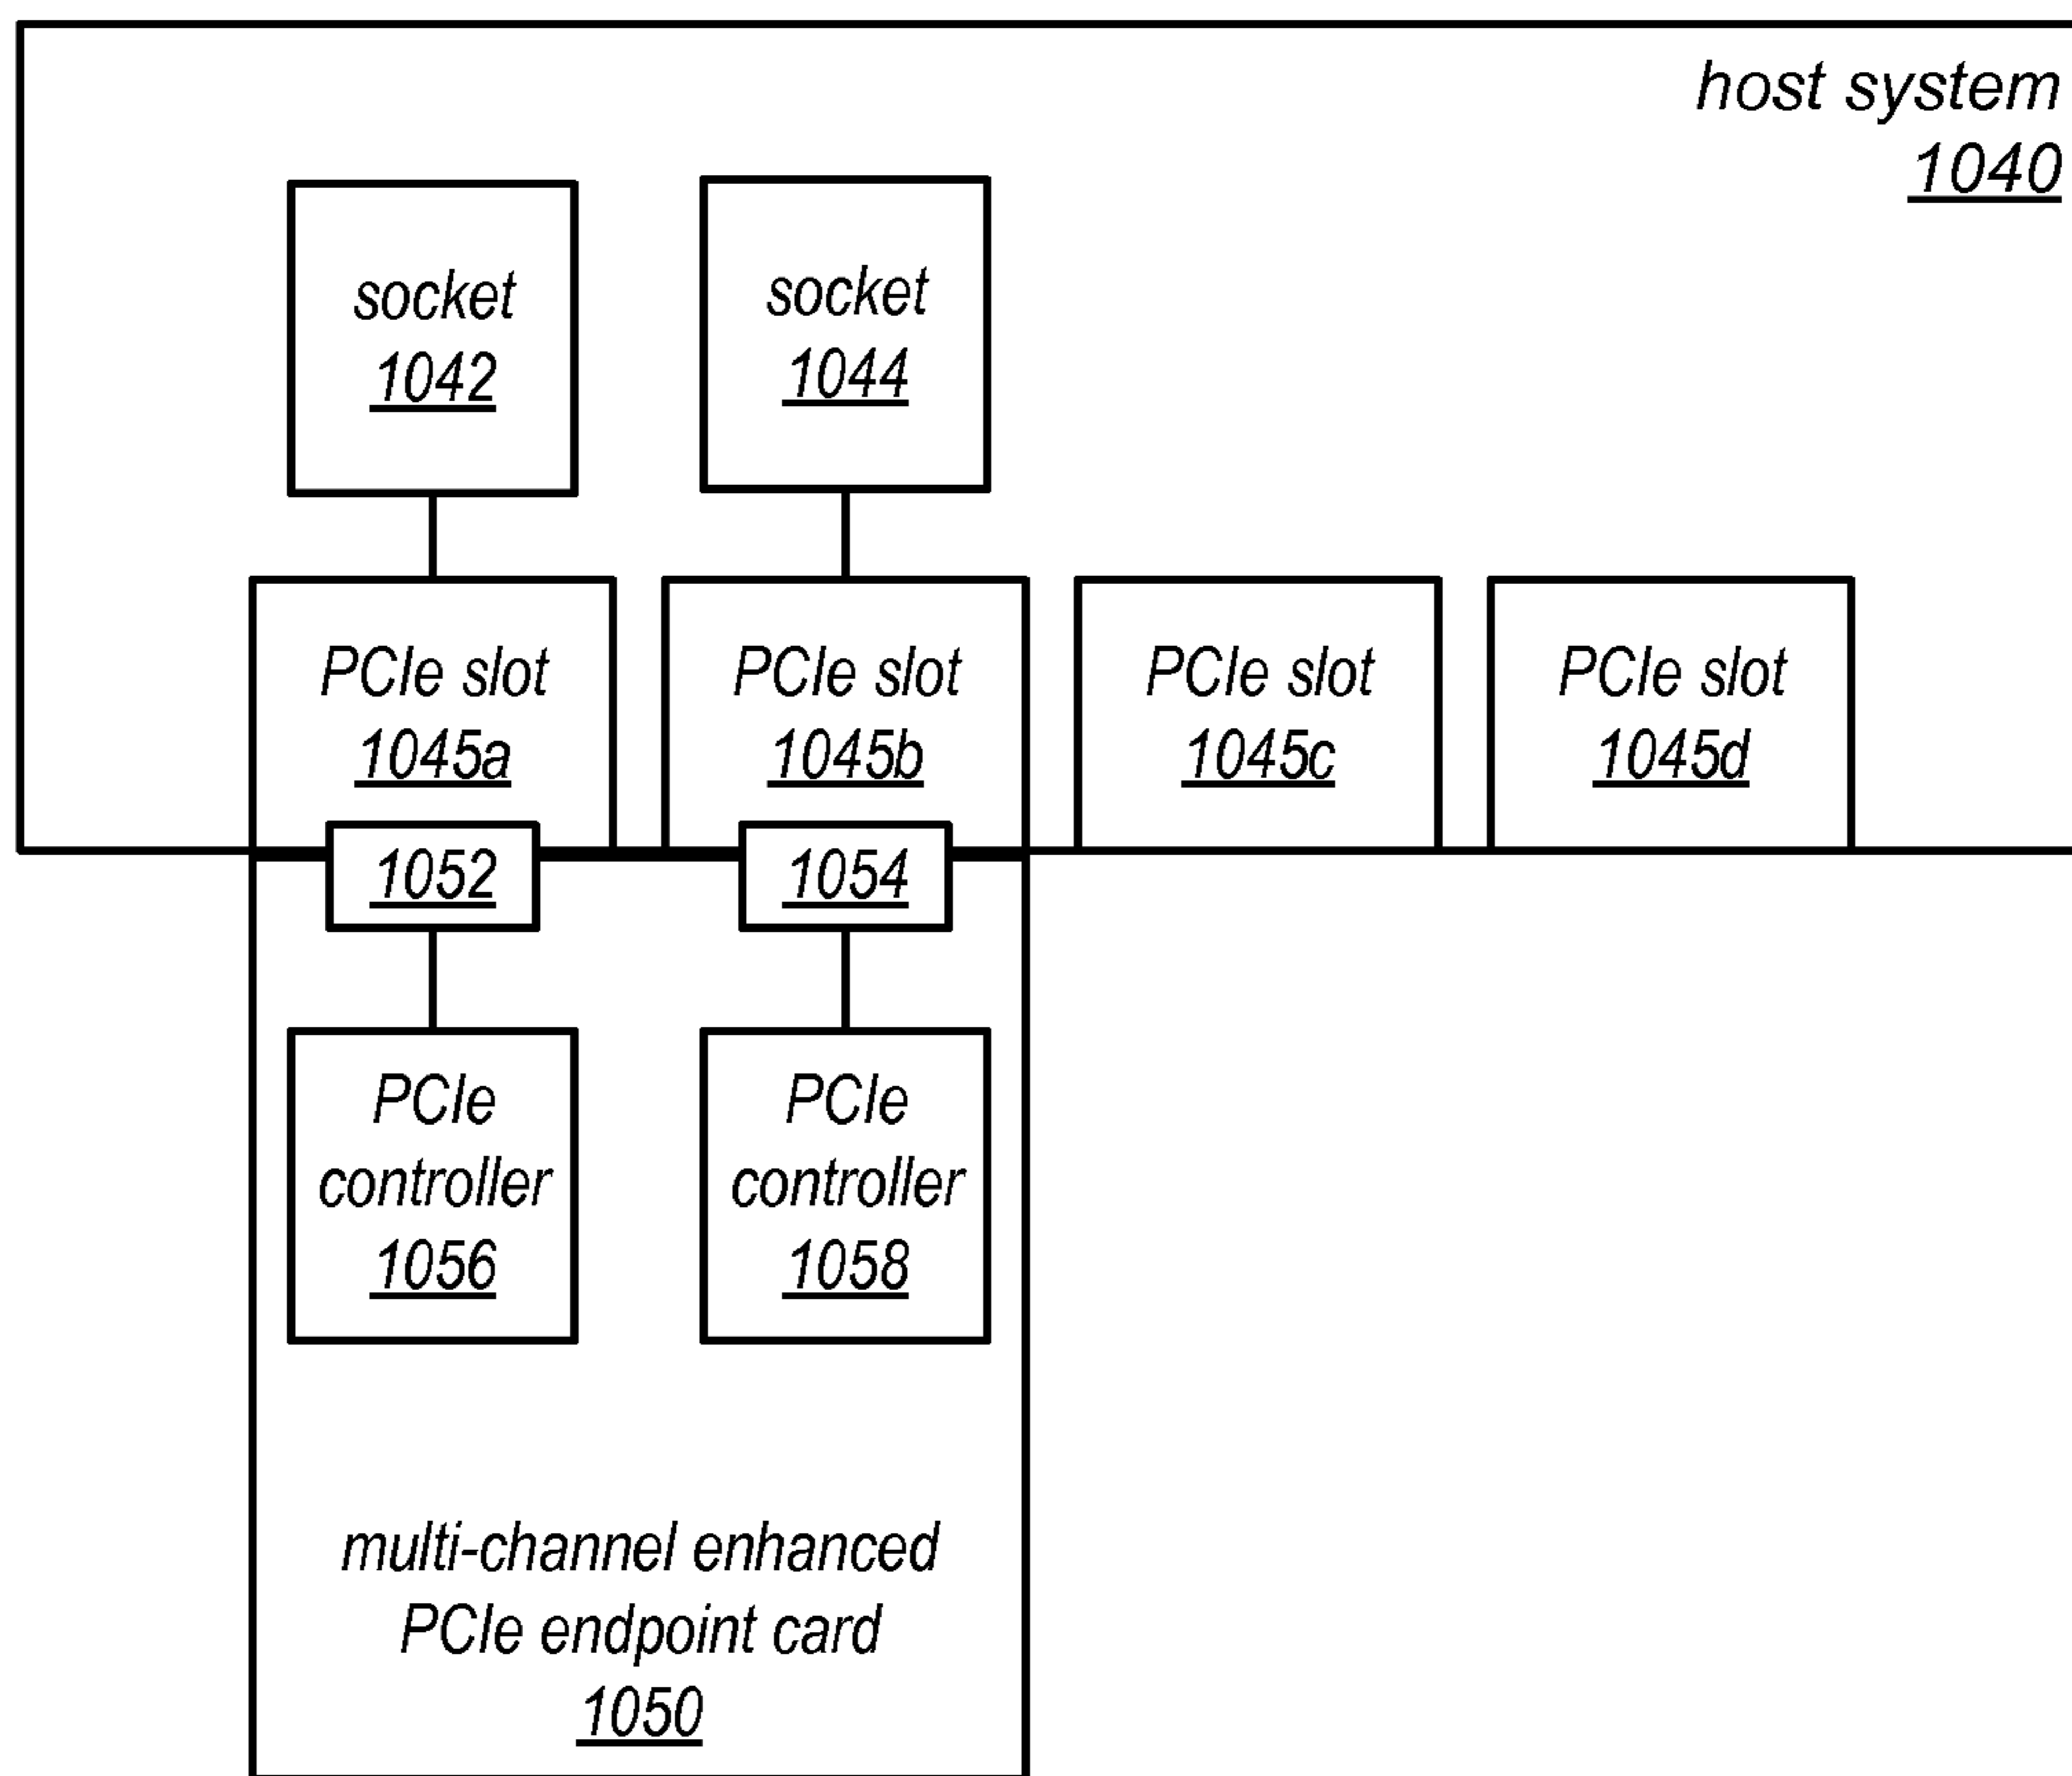 host system
1040
socket
1042
socket
1044
PCIe slot
1045a
PCIe slot
1045b
PCIe slot
1045c
PCIe slot
1045d
1052
1054
PCIe
controller
1056
PCIe
controller
1058
multi-channel enhanced
PCIe endpoint card
1050